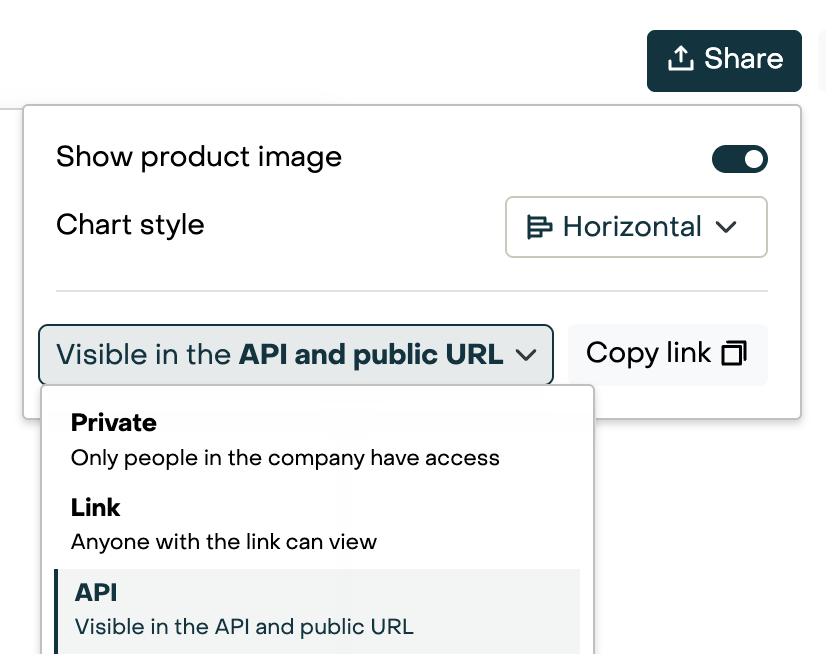 Share
Show product image
Chart style
Horizontal
Visible in the API and public URL
Copy link
Private
Only people in the company have access
Link
Anyone with the link can view
API
Visible in the API and public URL